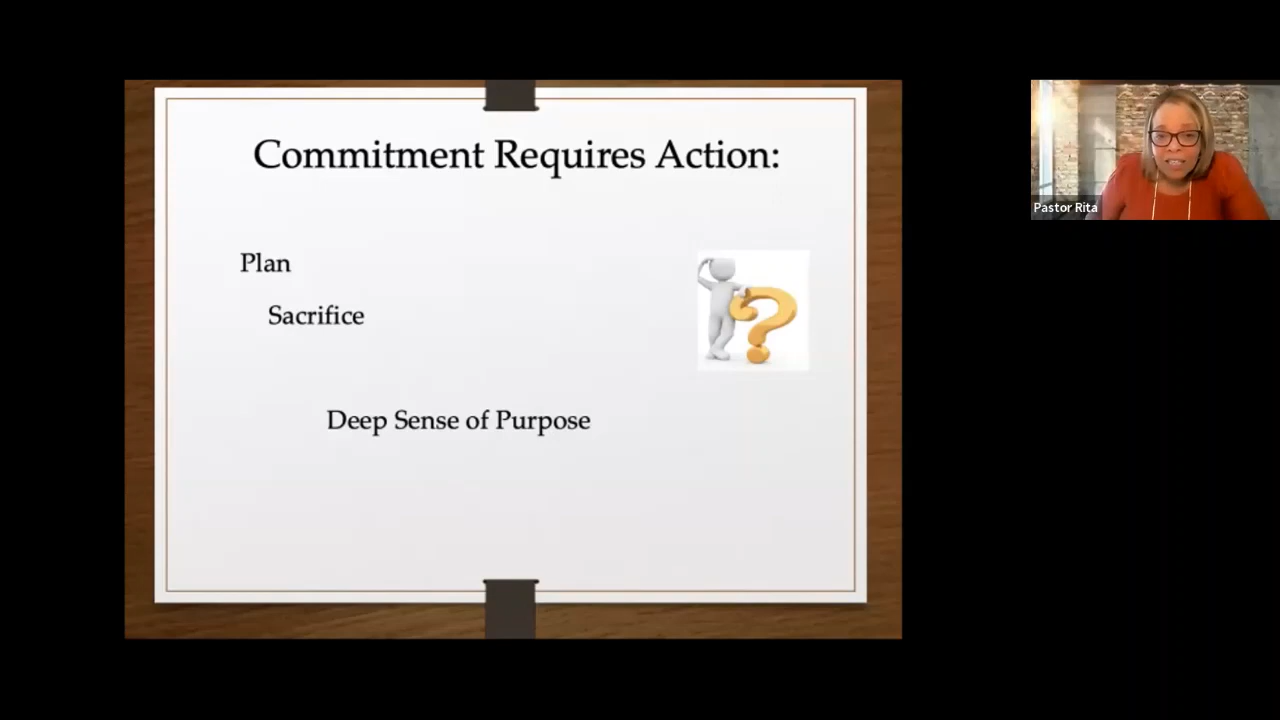 Commitment Requires Action:
Plan
Sacrifice
Deep Sense of Purpose
Pastor Rita